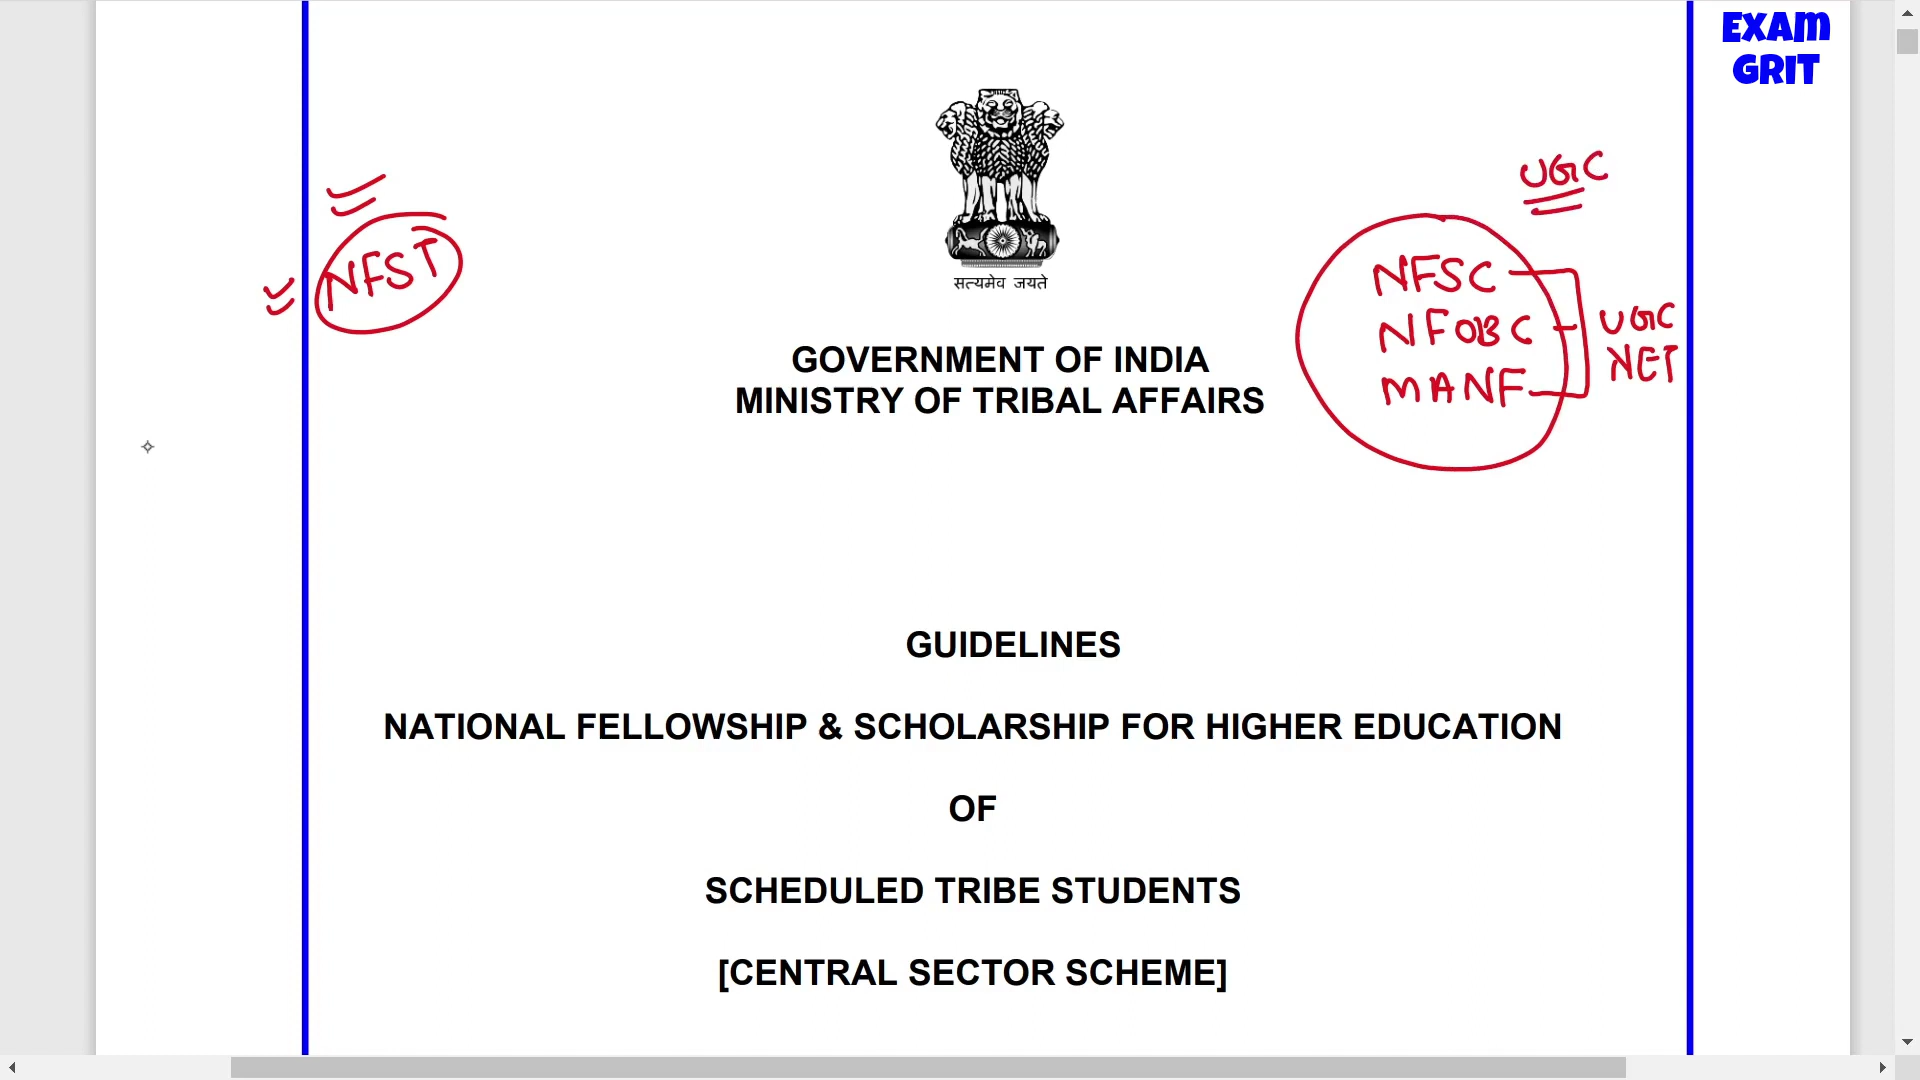 EXAM
GRIT
UGC
NFST
NFSC
NFOBC
MANF
UGC
NET
सत्यमेव जयते
GOVERNMENT OF INDIA
MINISTRY OF TRIBAL AFFAIRS
GUIDELINES
NATIONAL FELLOWSHIP & SCHOLARSHIP FOR HIGHER EDUCATION
OF
SCHEDULED TRIBE STUDENTS
[CENTRAL SECTOR SCHEME]